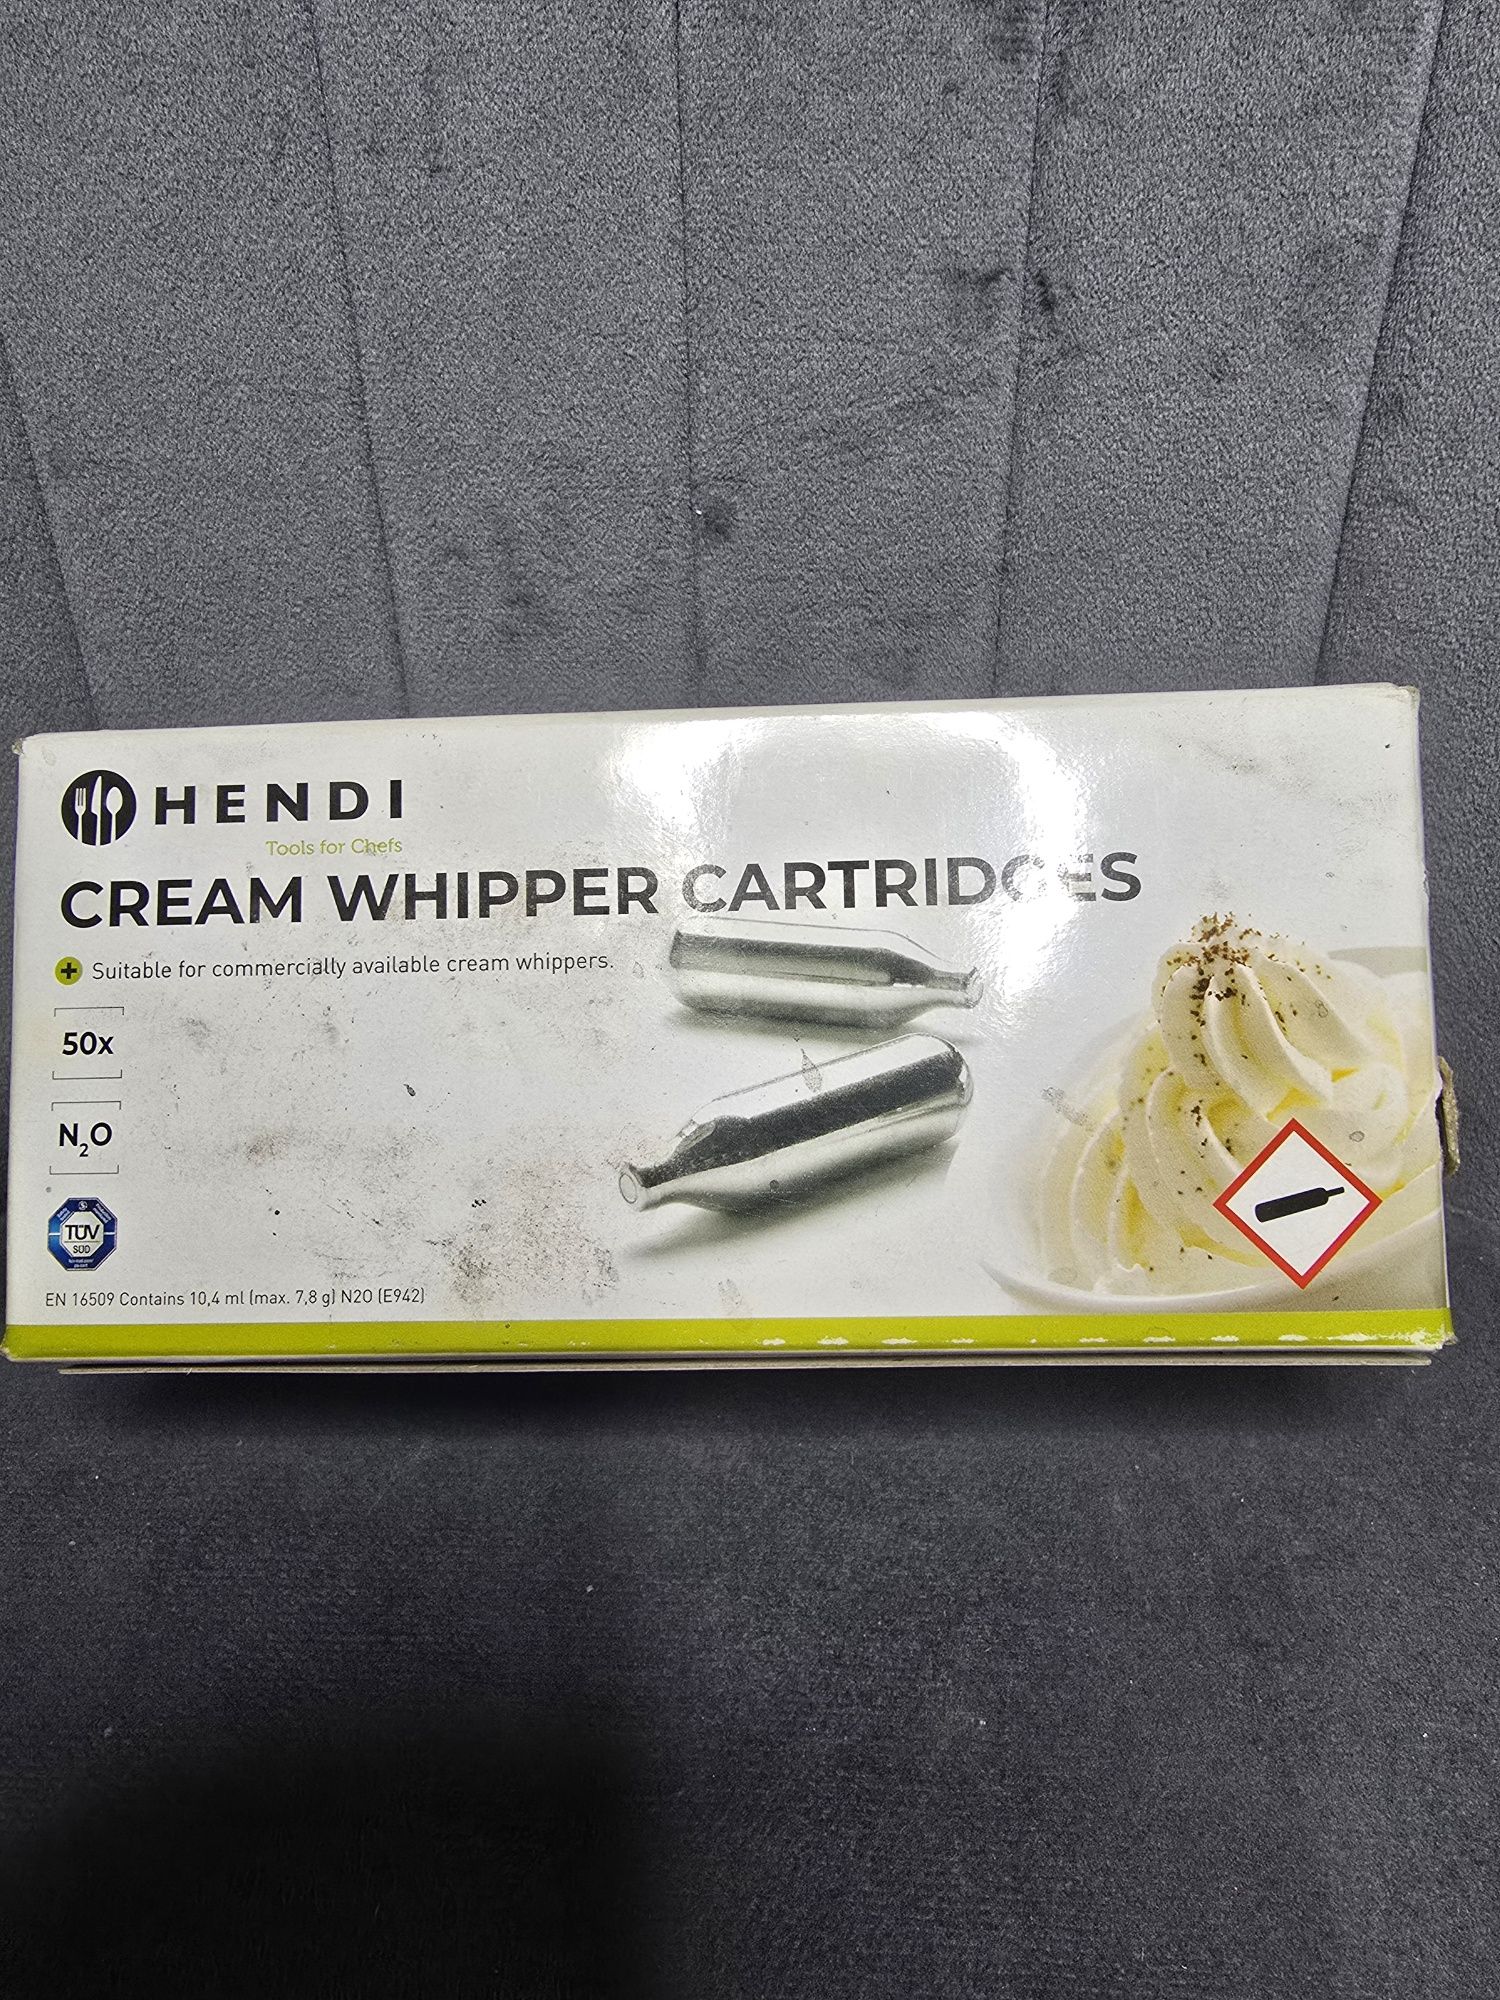 HENDI
Tools for Chefs
CREAM WHIPPER CARTRIDGES
Suitable for commercially available cream whippers.
50x
N₂O
TÜV
SÜD
EN 16509 Contains 10,4 ml (max. 7,8 g) N2O (E942)